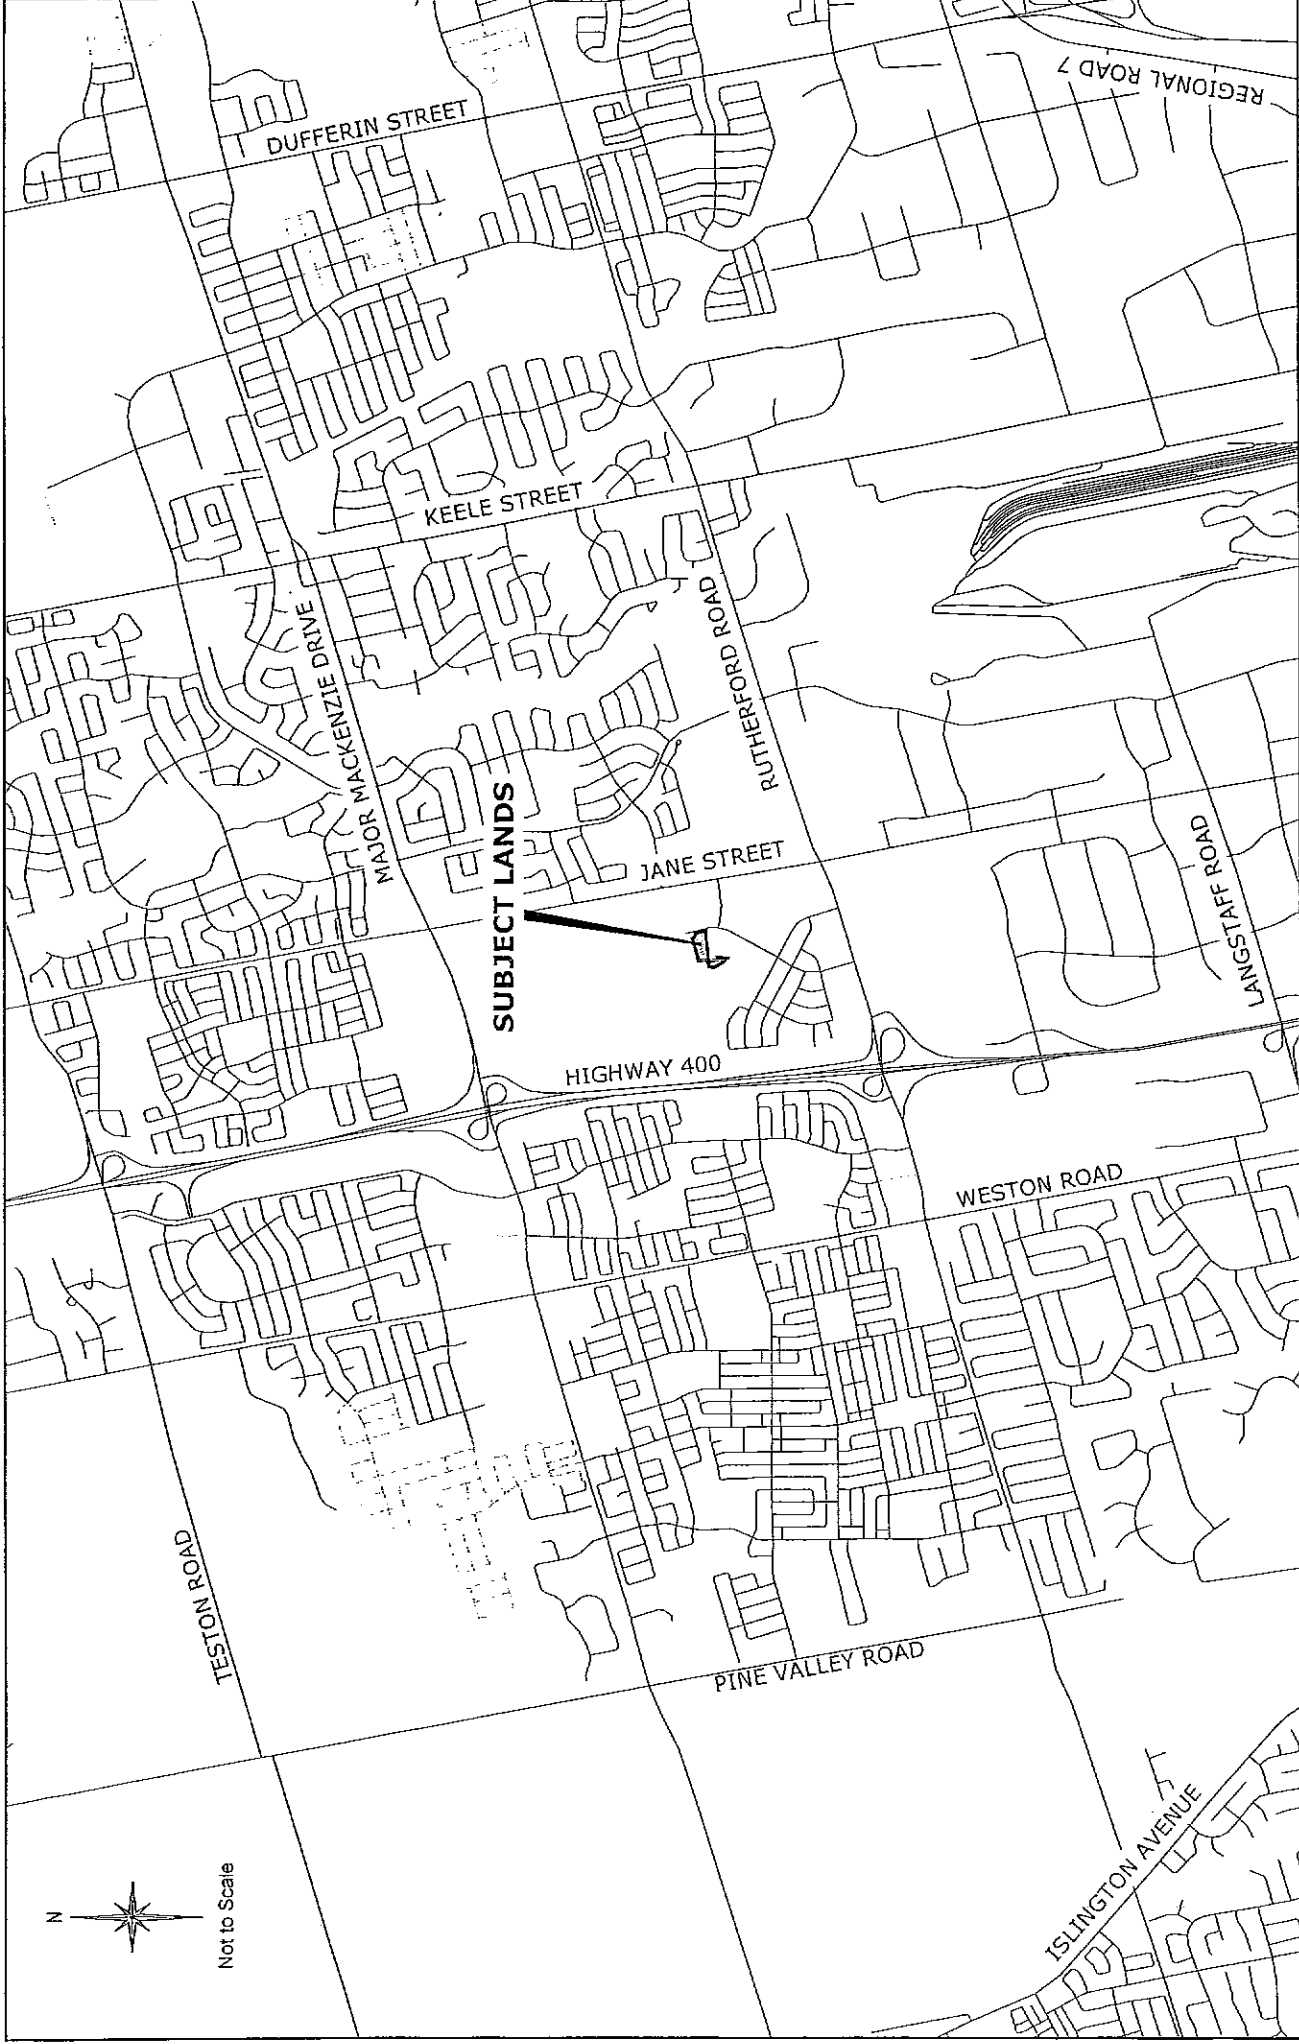 N
Not to Scale
TESTON ROAD
PINE VALLEY ROAD
ISLINGTON AVENUE
WESTON ROAD
HIGHWAY 400
SUBJECT LANDS
JANE STREET
LANGSTAFF ROAD
MAJOR MACKENZIE DRIVE
RUTHERFORD ROAD
KEELE STREET
DUFFERIN STREET
REGIONAL ROAD 7